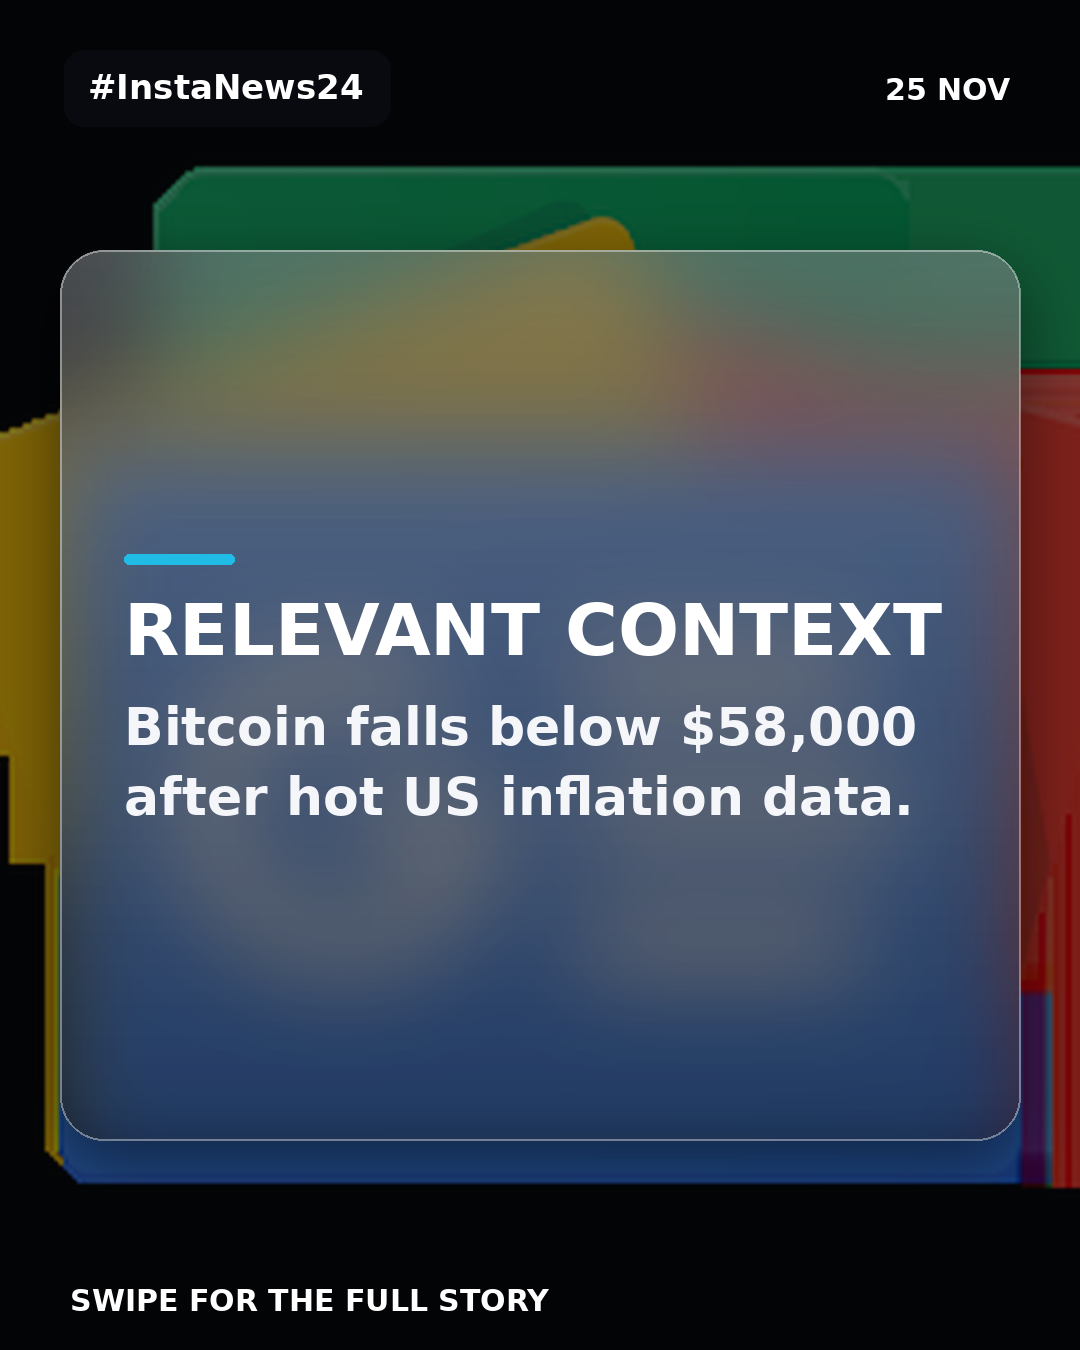 #InstaNews24
25 NOV
RELEVANT CONTEXT
Bitcoin falls below $58,000
after hot US inflation data.
SWIPE FOR THE FULL STORY